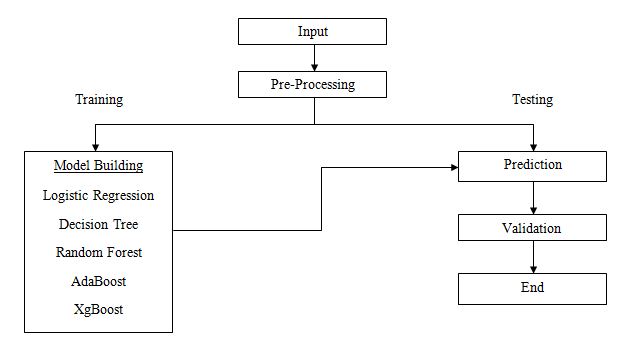 Input
Pre-Processing
Training
Testing
Model Building
Logistic Regression
Decision Tree
Random Forest
AdaBoost
XgBoost
Prediction
Validation
End